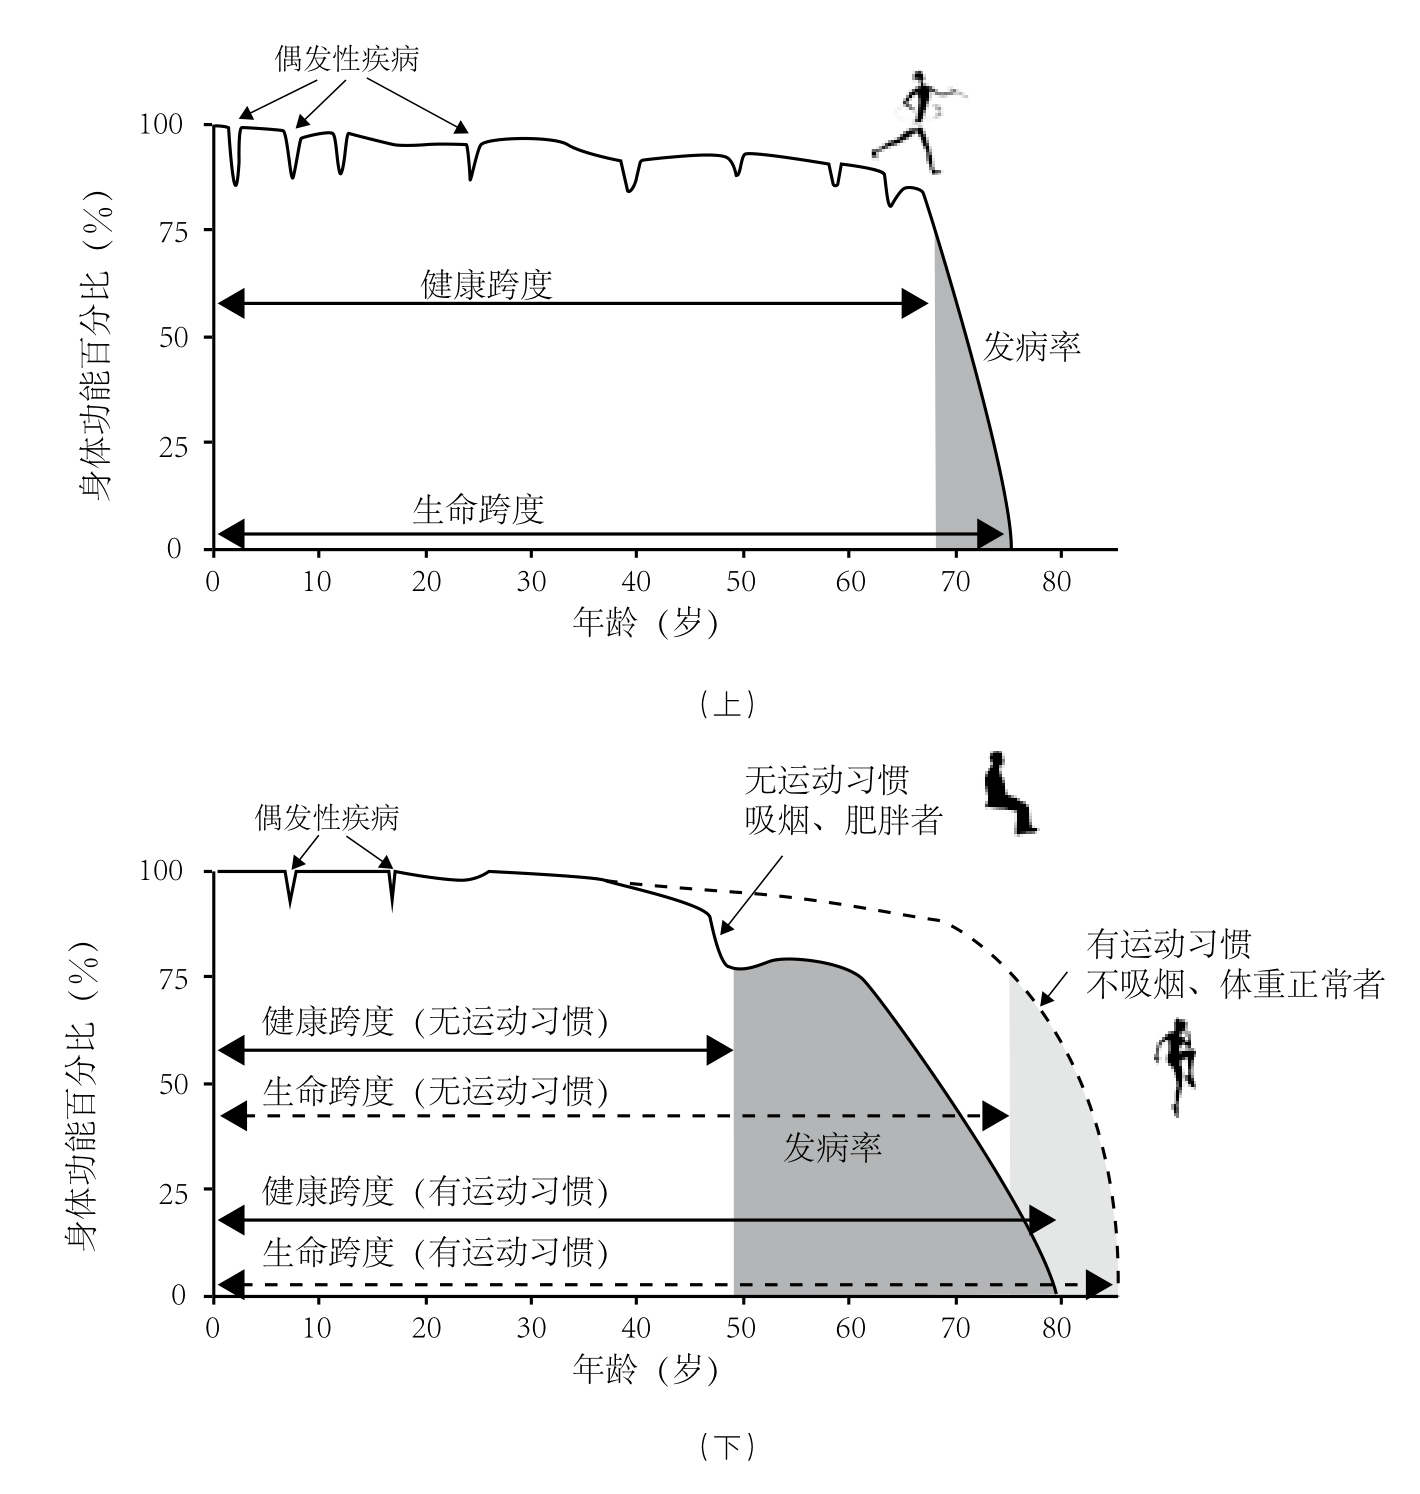 偶发性疾病
100
75
50
25
0
身体功能百分比（%）
健康跨度
发病率
生命跨度
0 10 20 30 40 50 60 70 80
年龄（岁）
（上）
无运动习惯
吸烟、肥胖者
偶发性疾病
100
75
50
25
0
身体功能百分比（%）
有运动习惯
不吸烟、体重正常者
健康跨度（无运动习惯）
生命跨度（无运动习惯）
发病率
健康跨度（有运动习惯）
生命跨度（有运动习惯）
0 10 20 30 40 50 60 70 80
年龄（岁）
（下）